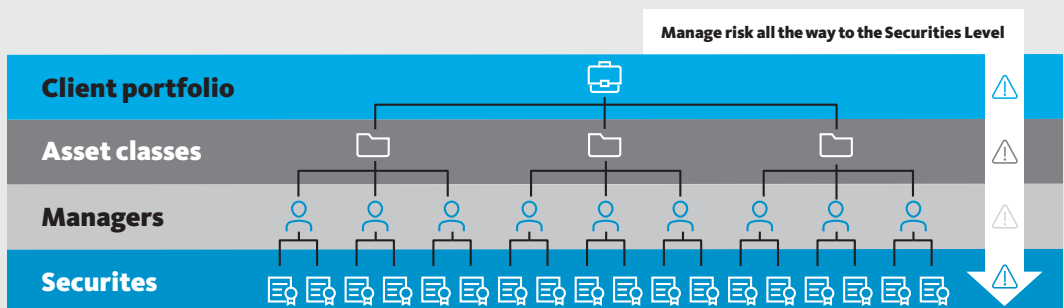 Manage risk all the way to the Securities Level
Client portfolio
Asset classes
Managers
Securites